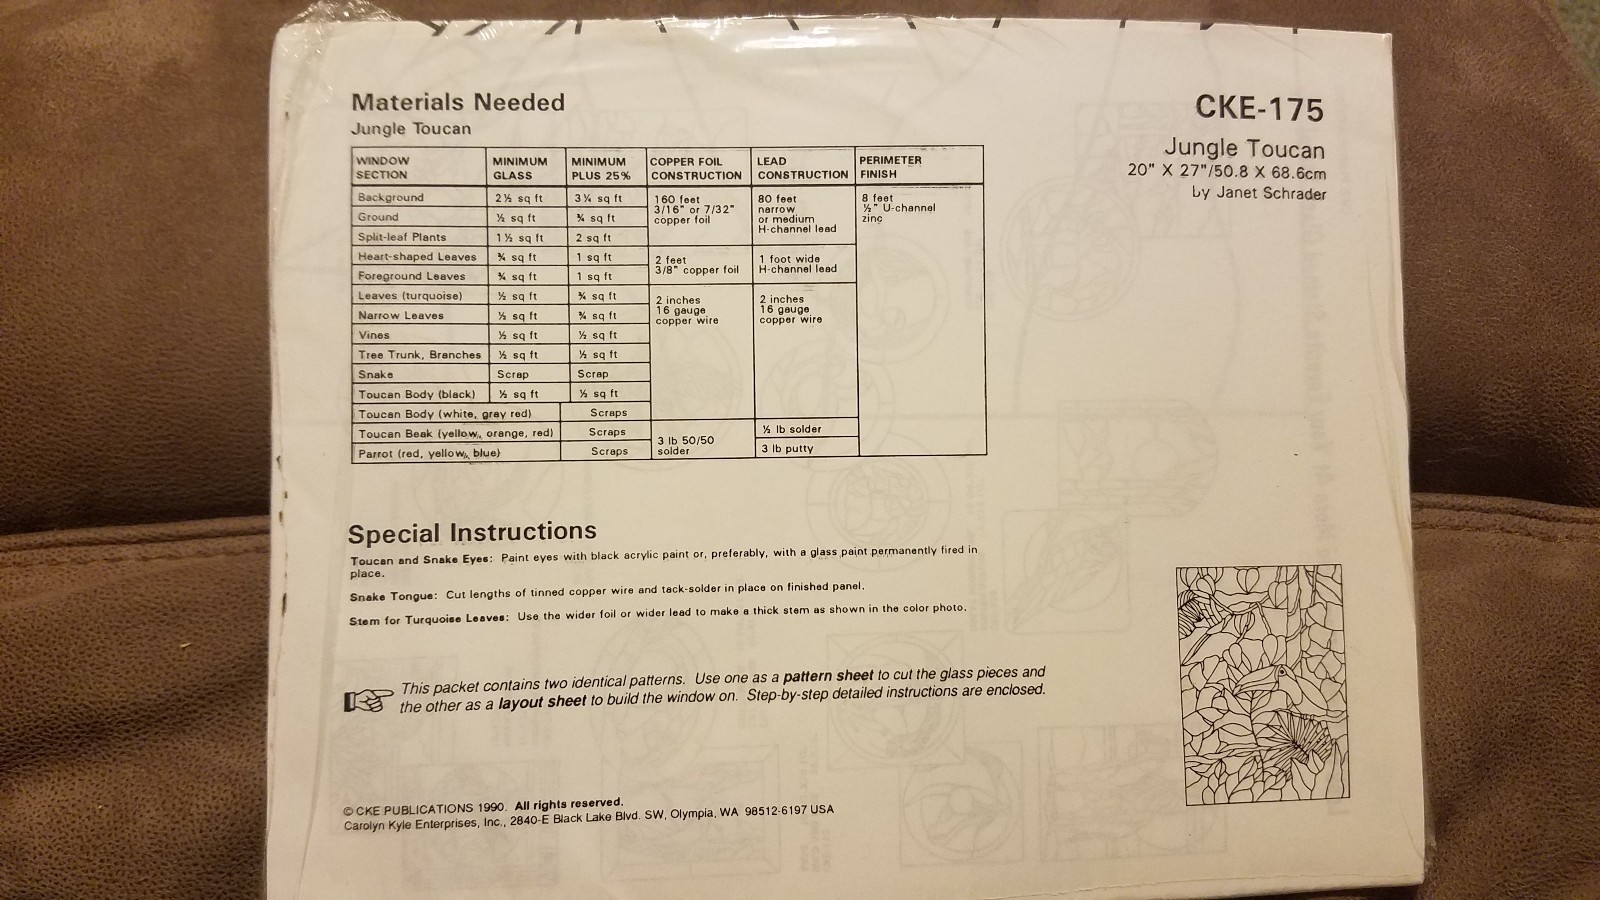 Materials Needed
Jungle Toucan
CKE-175
Jungle Toucan
20" X 27"/50.8 X 68.6cm
by Janet Schrader
WINDOW SECTION MINIMUM GLASS MINIMUM PLUS 25% COPPER FOIL CONSTRUCTION LEAD CONSTRUCTION PERIMETER FINISH
Background 2½ sq ft 3¼ sq ft
Ground ½ sq ft ¾ sq ft
Split-leaf Plants 1½ sq ft 2 sq ft
160 feet
3/16" or 7/32"
copper foil
80 feet
narrow
or medium
H-channel lead
8 feet
½" U-channel
zinc
Heart-shaped Leaves ¾ sq ft 1 sq ft
Foreground Leaves ¾ sq ft 1 sq ft
2 feet
3/8" copper foil
1 foot wide
H-channel lead
Leaves (turquoise) ½ sq ft ¾ sq ft
Narrow Leaves ½ sq ft ¾ sq ft
Vines ½ sq ft ½ sq ft
Tree Trunk, Branches ½ sq ft ½ sq ft
Snake Scrap Scrap
Toucan Body (black) ½ sq ft ½ sq ft
Toucan Body (white, gray red) Scraps
2 inches
16 gauge
copper wire
2 inches
16 gauge
copper wire
Toucan Beak (yellow, orange, red) Scraps
Parrot (red, yellow, blue) Scraps
3 lb 50/50
solder
½ lb solder
3 lb putty
Special Instructions
Toucan and Snake Eyes: Paint eyes with black acrylic paint or, preferably, with a glass paint permanently fired in
place.
Snake Tongue: Cut lengths of tinned copper wire and tack-solder in place on finished panel.
Stem for Turquoise Leaves: Use the wider foil or wider lead to make a thick stem as shown in the color photo.
This packet contains two identical patterns. Use one as a pattern sheet to cut the glass pieces and
the other as a layout sheet to build the window on. Step-by-step detailed instructions are enclosed.
© CKE PUBLICATIONS 1990. All rights reserved.
Carolyn Kyle Enterprises, Inc., 2840-E Black Lake Blvd. SW, Olympia, WA 98512-6197 USA